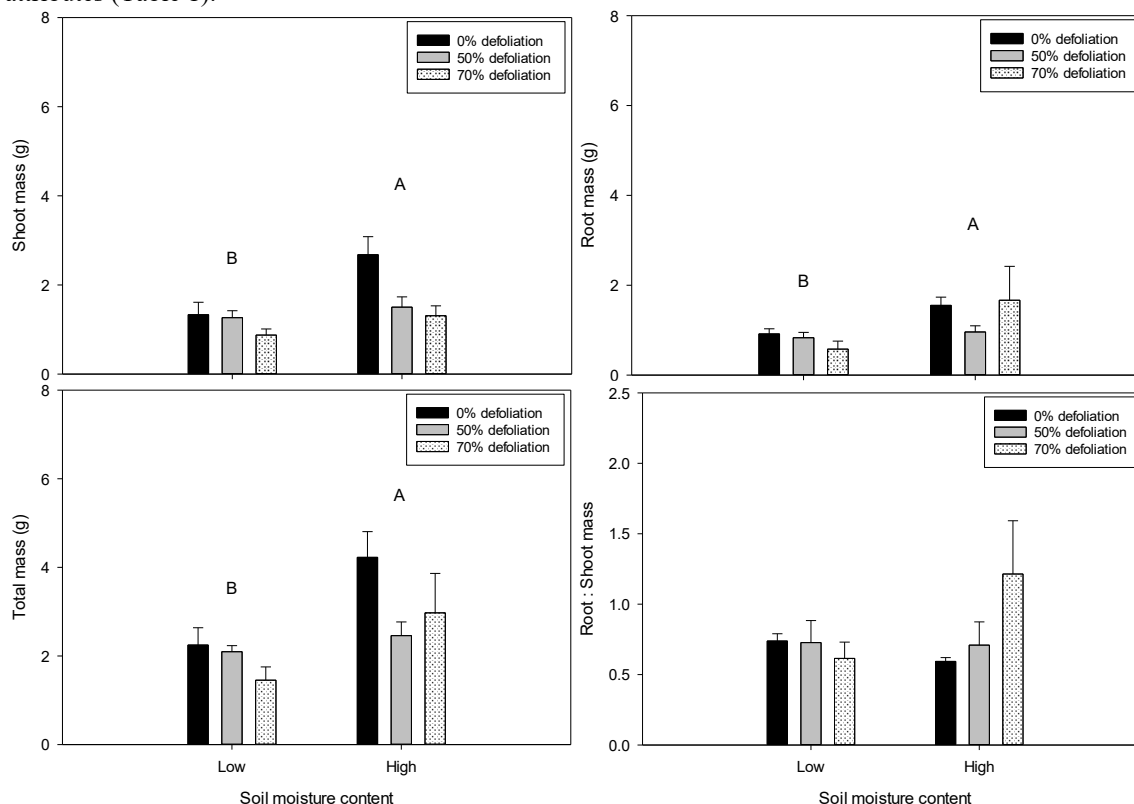 8
6
4
2
0
Shoot mass (g)
0% defoliation
50% defoliation
70% defoliation
B
A
8
6
4
2
0
Root mass (g)
0% defoliation
50% defoliation
70% defoliation
B
A
8
6
4
2
0
Total mass (g)
0% defoliation
50% defoliation
70% defoliation
B
A
Low
High
Soil moisture content
2.5
2.0
1.5
1.0
0.5
0.0
Root : Shoot mass
0% defoliation
50% defoliation
70% defoliation
Low
High
Soil moisture content